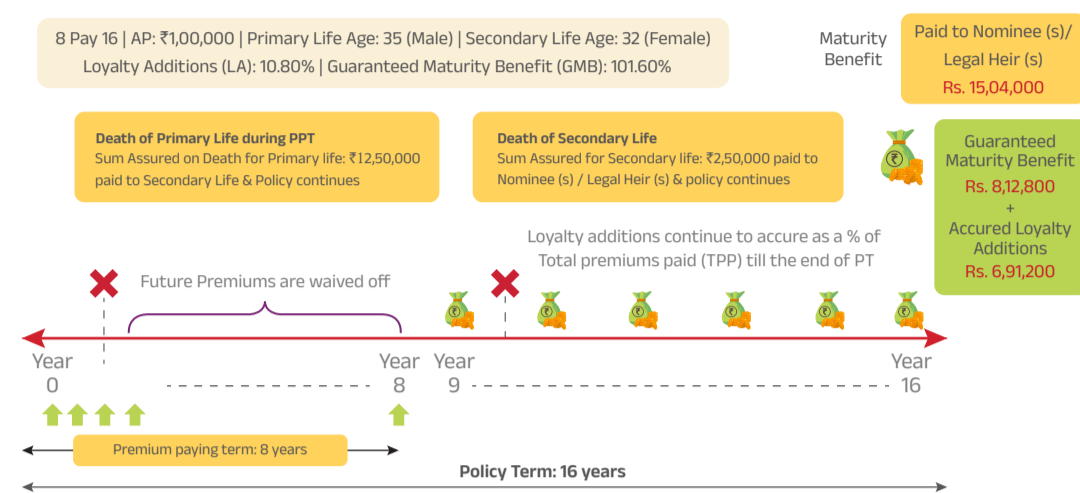 8 Pay 16 | AP: ₹1,00,000 | Primary Life Age: 35 (Male) | Secondary Life Age: 32 (Female)
Loyalty Additions (LA): 10.80% | Guaranteed Maturity Benefit (GMB): 101.60%
Maturity
Benefit
Paid to Nominee (s)/
Legal Heir (s)
Rs. 15,04,000
Death of Primary Life during PPT
Sum Assured on Death for Primary life: ₹12,50,000
paid to Secondary Life & Policy continues
Death of Secondary Life
Sum Assured for Secondary life: ₹2,50,000 paid to
Nominee (s) / Legal Heir (s) & policy continues
Guaranteed
Maturity Benefit
Rs. 8,12,800
+
Accured Loyalty
Additions
Rs. 6,91,200
Loyalty additions continue to accure as a % of
Total premiums paid (TPP) till the end of PT
Future Premiums are waived off
Year
0
Year
8
Year
9
Year
16
Premium paying term: 8 years
Policy Term: 16 years